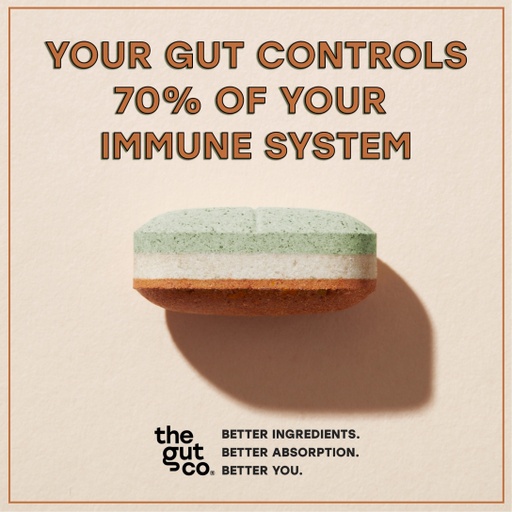 YOUR GUT CONTROLS
70% OF YOUR
IMMUNE SYSTEM
the
gut
co®
BETTER INGREDIENTS.
BETTER ABSORPTION.
BETTER YOU.